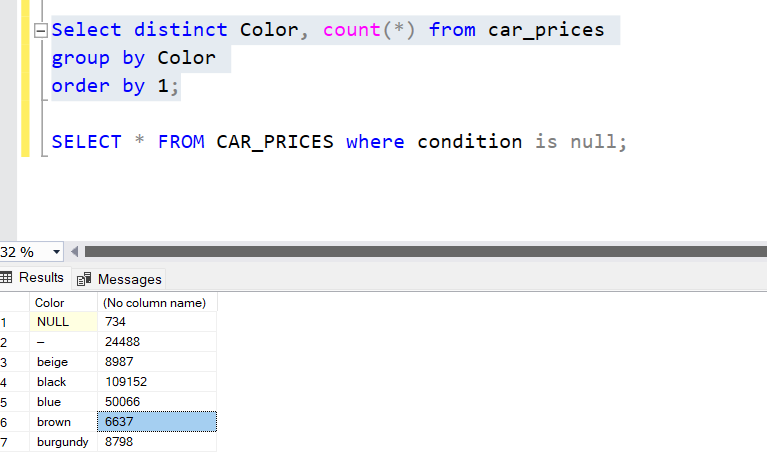 Select distinct Color, count(*) from car_prices
group by Color
order by 1;
SELECT * FROM CAR_PRICES where condition is null;
32 %
Results Messages
Color (No column name)
1 NULL 734
2 — 24488
3 beige 8987
4 black 109152
5 blue 50066
6 brown 6637
7 burgundy 8798